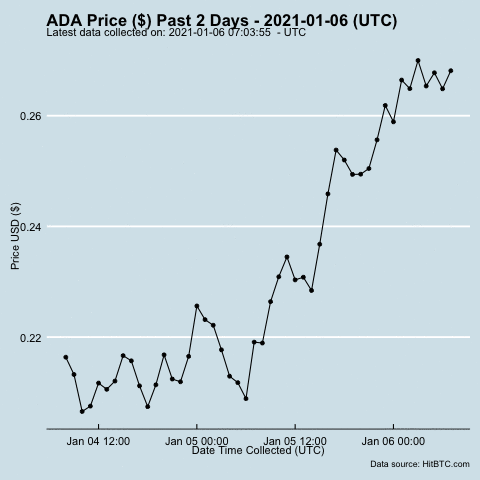 ADA Price ($) Past 2 Days - 2021-01-06 (UTC)
Latest data collected on: 2021-01-06 07:03:55 - UTC
0.26
0.24
0.22
Price USD ($)
Jan 04 12:00 Jan 05 00:00 Jan 05 12:00 Jan 06 00:00
Date Time Collected (UTC)
Data source: HitBTC.com